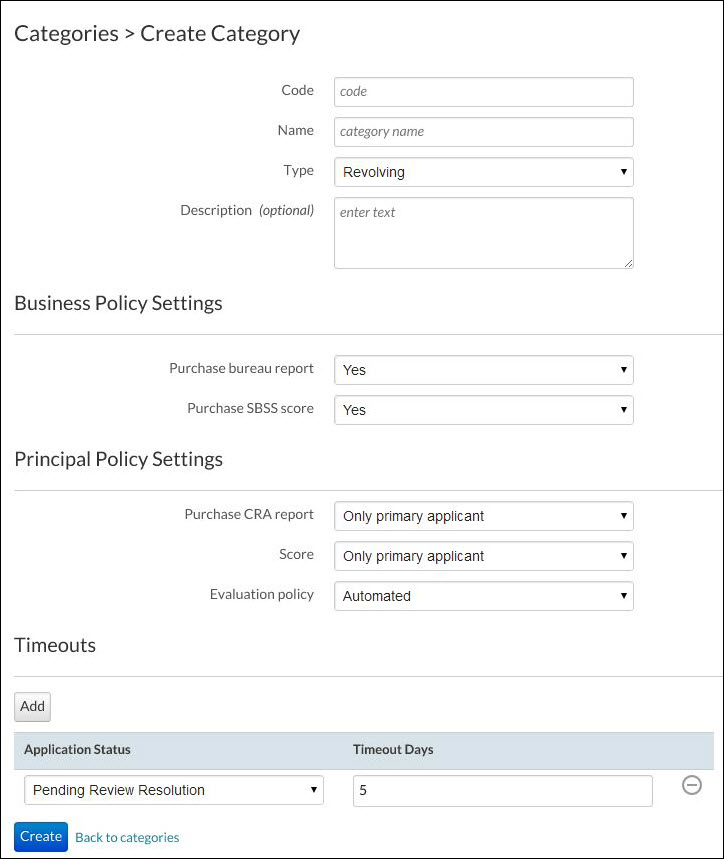 Categories > Create Category
Code code
Name category name
Type Revolving
Description (optional) enter text
Business Policy Settings
Purchase bureau report Yes
Purchase SBSS score Yes
Principal Policy Settings
Purchase CRA report Only primary applicant
Score Only primary applicant
Evaluation policy Automated
Timeouts
Add
Application Status Timeout Days
Pending Review Resolution 5
Create Back to categories